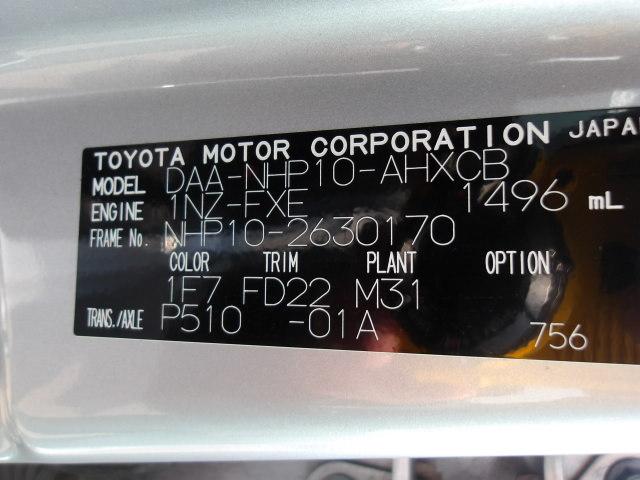 TOYOTA MOTOR CORPORATION JAPAN
MODEL DAA-NHP10-AHXCB
ENGINE 1NZ-FXE 1496 mL
FRAME No. NHP10-2630170
COLOR TRIM PLANT OPTION
1F7 FD22 M31
TRANS./AXLE P510 -01A
756